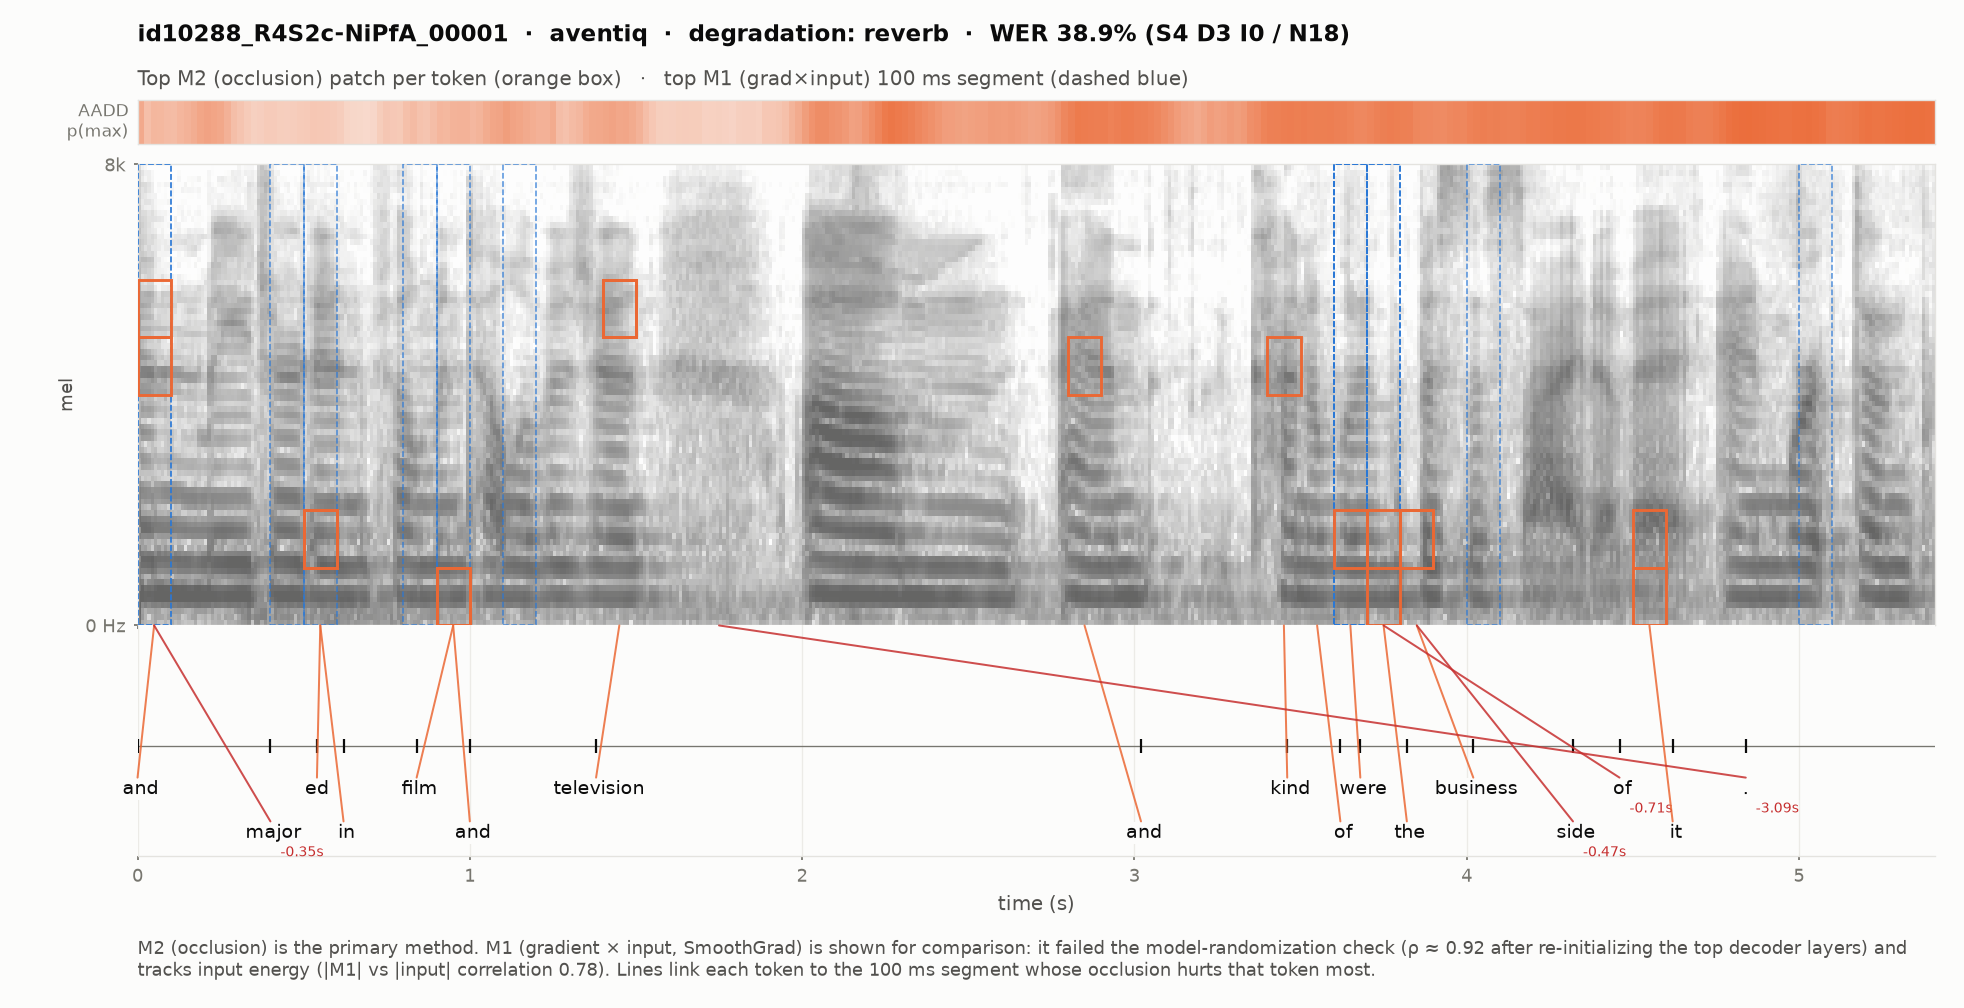 id10288_R4S2c-NiPfA_00001 · aventiq · degradation: reverb · WER 38.9% (S4 D3 I0 / N18)
Top M2 (occlusion) patch per token (orange box) · top M1 (grad×input) 100 ms segment (dashed blue)
AADD
p(max)
8k
mel
0 Hz
and ed film television kind were business of .
-0.71s -3.09s
major in and and of the side it
-0.35s -0.47s
0 1 2 3 4 5
time (s)
M2 (occlusion) is the primary method. M1 (gradient × input, SmoothGrad) is shown for comparison: it failed the model-randomization check (ρ ≈ 0.92 after re-initializing the top decoder layers) and
tracks input energy (|M1| vs |input| correlation 0.78). Lines link each token to the 100 ms segment whose occlusion hurts that token most.